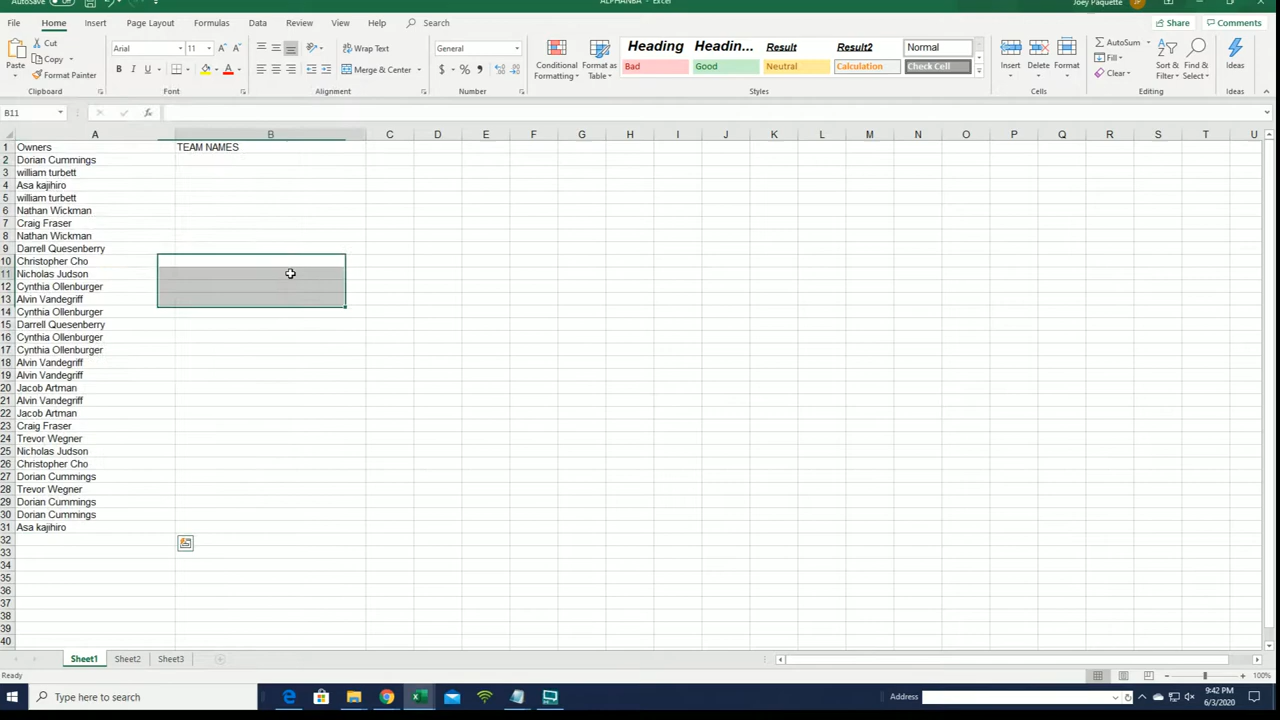 AutoSave
ALPHANBA - Excel
Joey Paquette
JP
File Home Insert Page Layout Formulas Data Review View Help Search
Share Comments
Paste Cut Copy Format Painter
Arial 11
B I U
Wrap Text
Merge & Center
General
$ % ,
Conditional Formatting
Format as Table
Heading Headin... Result Result2 Normal
Bad Good Neutral Calculation Check Cell
Insert Delete Format
AutoSum Fill Clear
Sort & Filter
Find & Select
Ideas
Clipboard Font Alignment Number Styles Cells Editing Ideas
B11 fx
A B C D E F G H I J K L M N O P Q R S T U
1 Owners TEAM NAMES
2 Dorian Cummings
3 william turbett
4 Asa kajihiro
5 william turbett
6 Nathan Wickman
7 Craig Fraser
8 Nathan Wickman
9 Darrell Quesenberry
10 Christopher Cho
11 Nicholas Judson
12 Cynthia Ollenburger
13 Alvin Vandegriff
14 Cynthia Ollenburger
15 Darrell Quesenberry
16 Cynthia Ollenburger
17 Cynthia Ollenburger
18 Alvin Vandegriff
19 Alvin Vandegriff
20 Jacob Artman
21 Alvin Vandegriff
22 Jacob Artman
23 Craig Fraser
24 Trevor Wegner
25 Nicholas Judson
26 Christopher Cho
27 Dorian Cummings
28 Trevor Wegner
29 Dorian Cummings
30 Dorian Cummings
31 Asa kajihiro
32
33
34
35
36
37
38
39
40
Sheet1 Sheet2 Sheet3
Ready
100%
Type here to search
Address
9:42 PM
6/3/2020